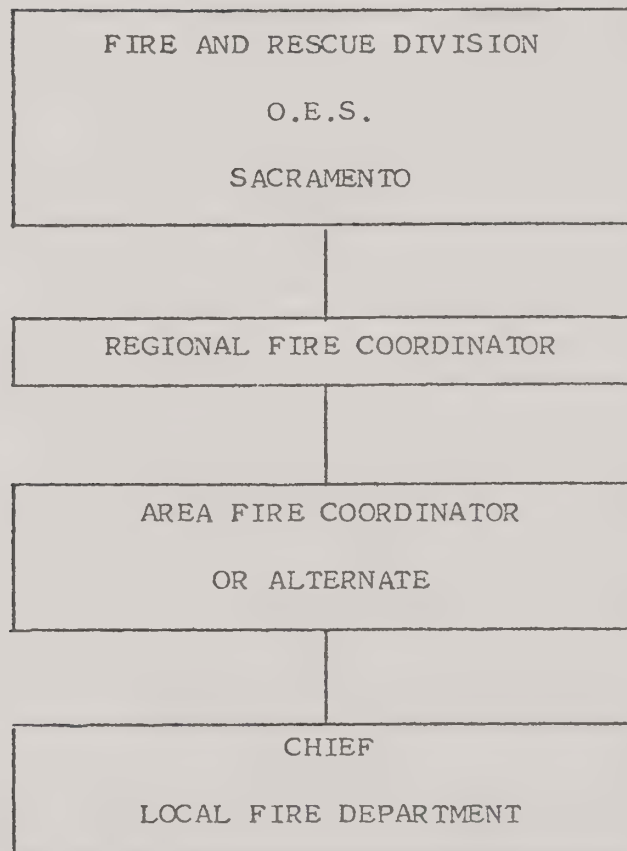 FIRE AND RESCUE DIVISION
O.E.S.
SACRAMENTO
REGIONAL FIRE COORDINATOR
AREA FIRE COORDINATOR
OR ALTERNATE
CHIEF
LOCAL FIRE DEPARTMENT